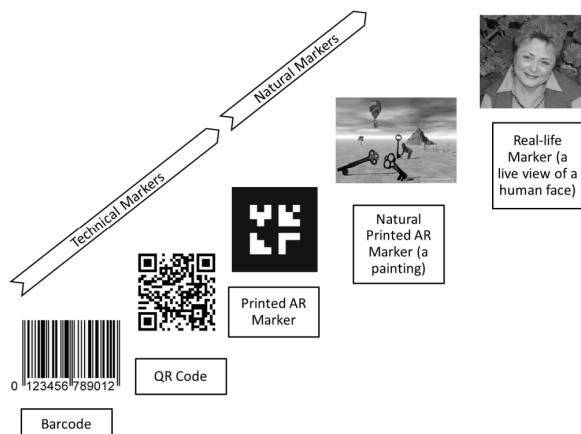 Natural Markers
Technical Markers
Real-life
Marker (a
live view of a
human face)
Natural
Printed AR
Marker (a
painting)
Printed AR
Marker
QR Code
0 123456 789012
Barcode